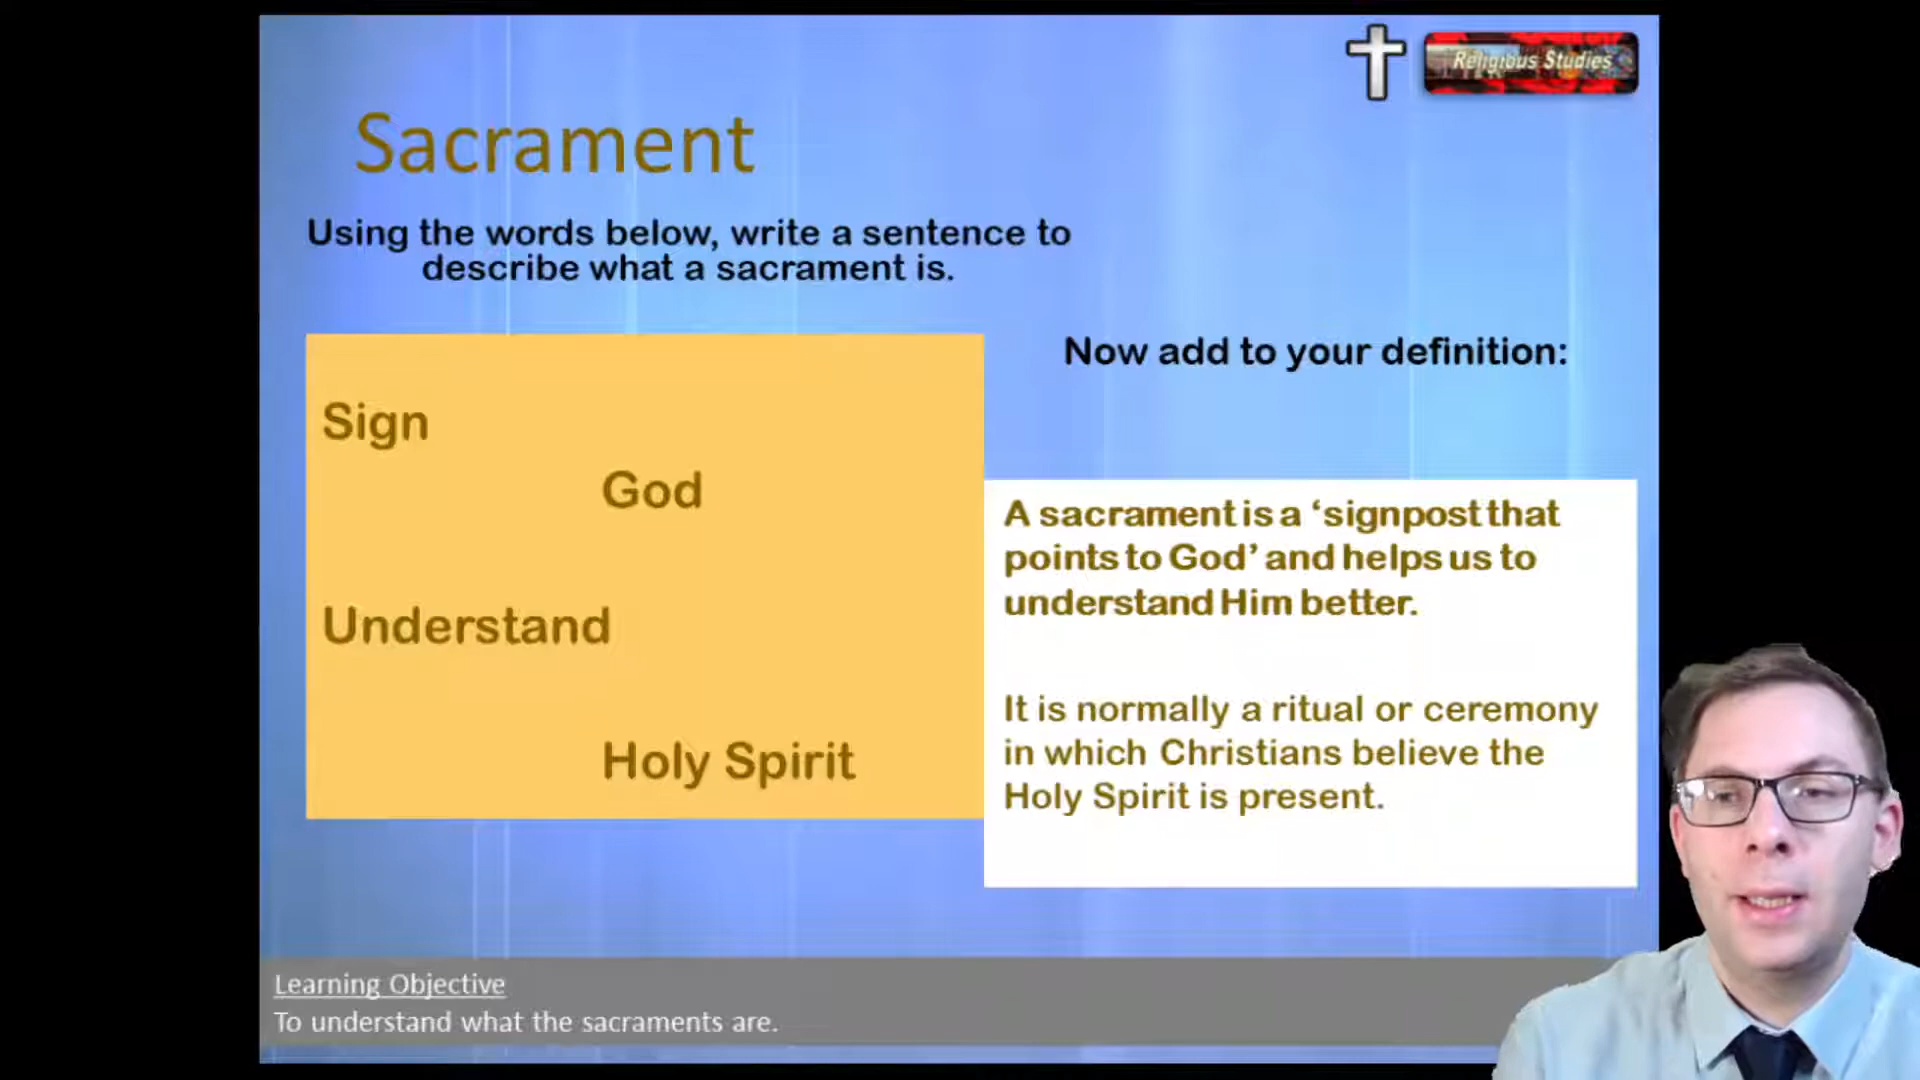 Religious Studies
Sacrament
Using the words below, write a sentence to
describe what a sacrament is.
Now add to your definition:
Sign
God
Understand
Holy Spirit
A sacrament is a ‘signpost that
points to God’ and helps us to
understand Him better.
It is normally a ritual or ceremony
in which Christians believe the
Holy Spirit is present.
Learning Objective
To understand what the sacraments are.